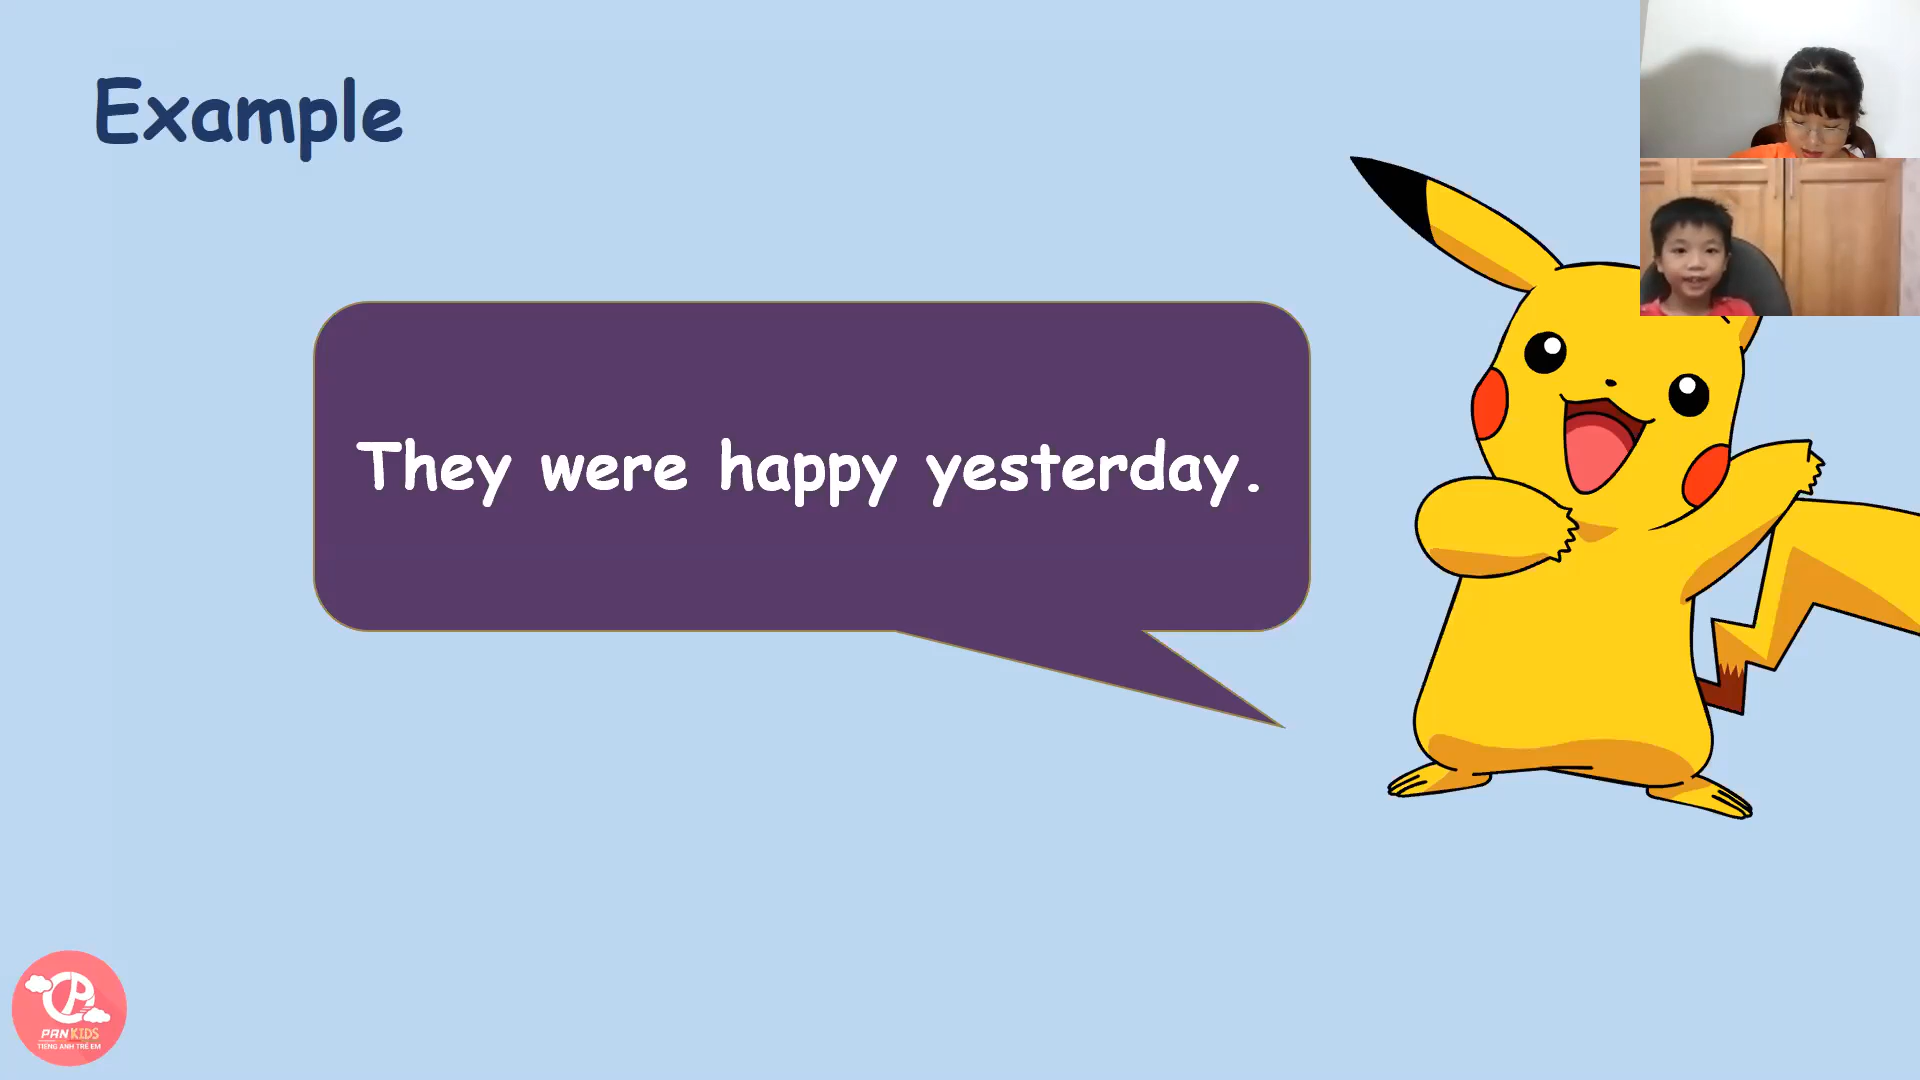 Example
They were happy yesterday.
PAN KIDS
TIẾNG ANH TRẺ EM